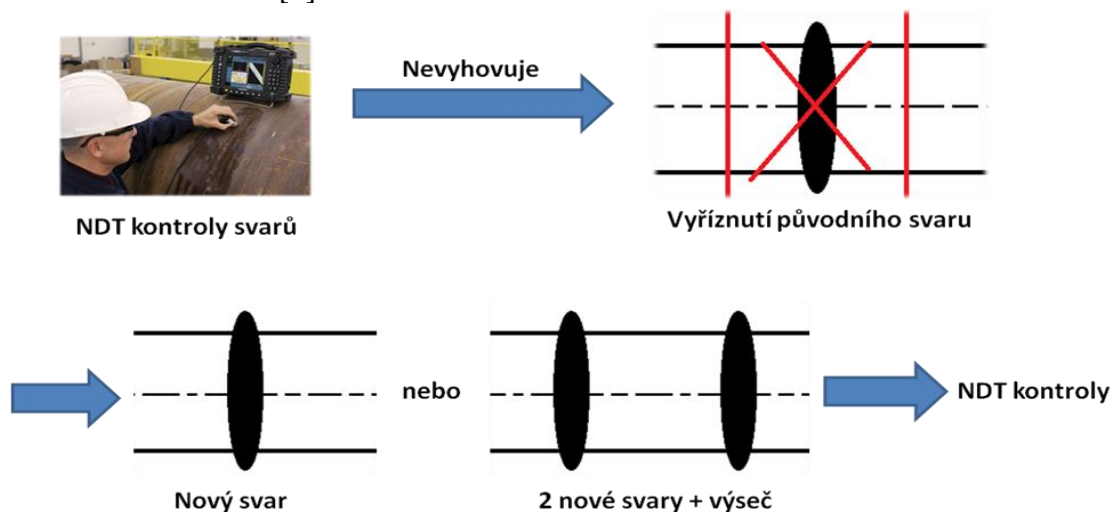 Nevyhovuje
NDT kontroly svarů
Vyříznutí původního svaru
nebo
NDT kontroly
Nový svar
2 nové svary + výseč